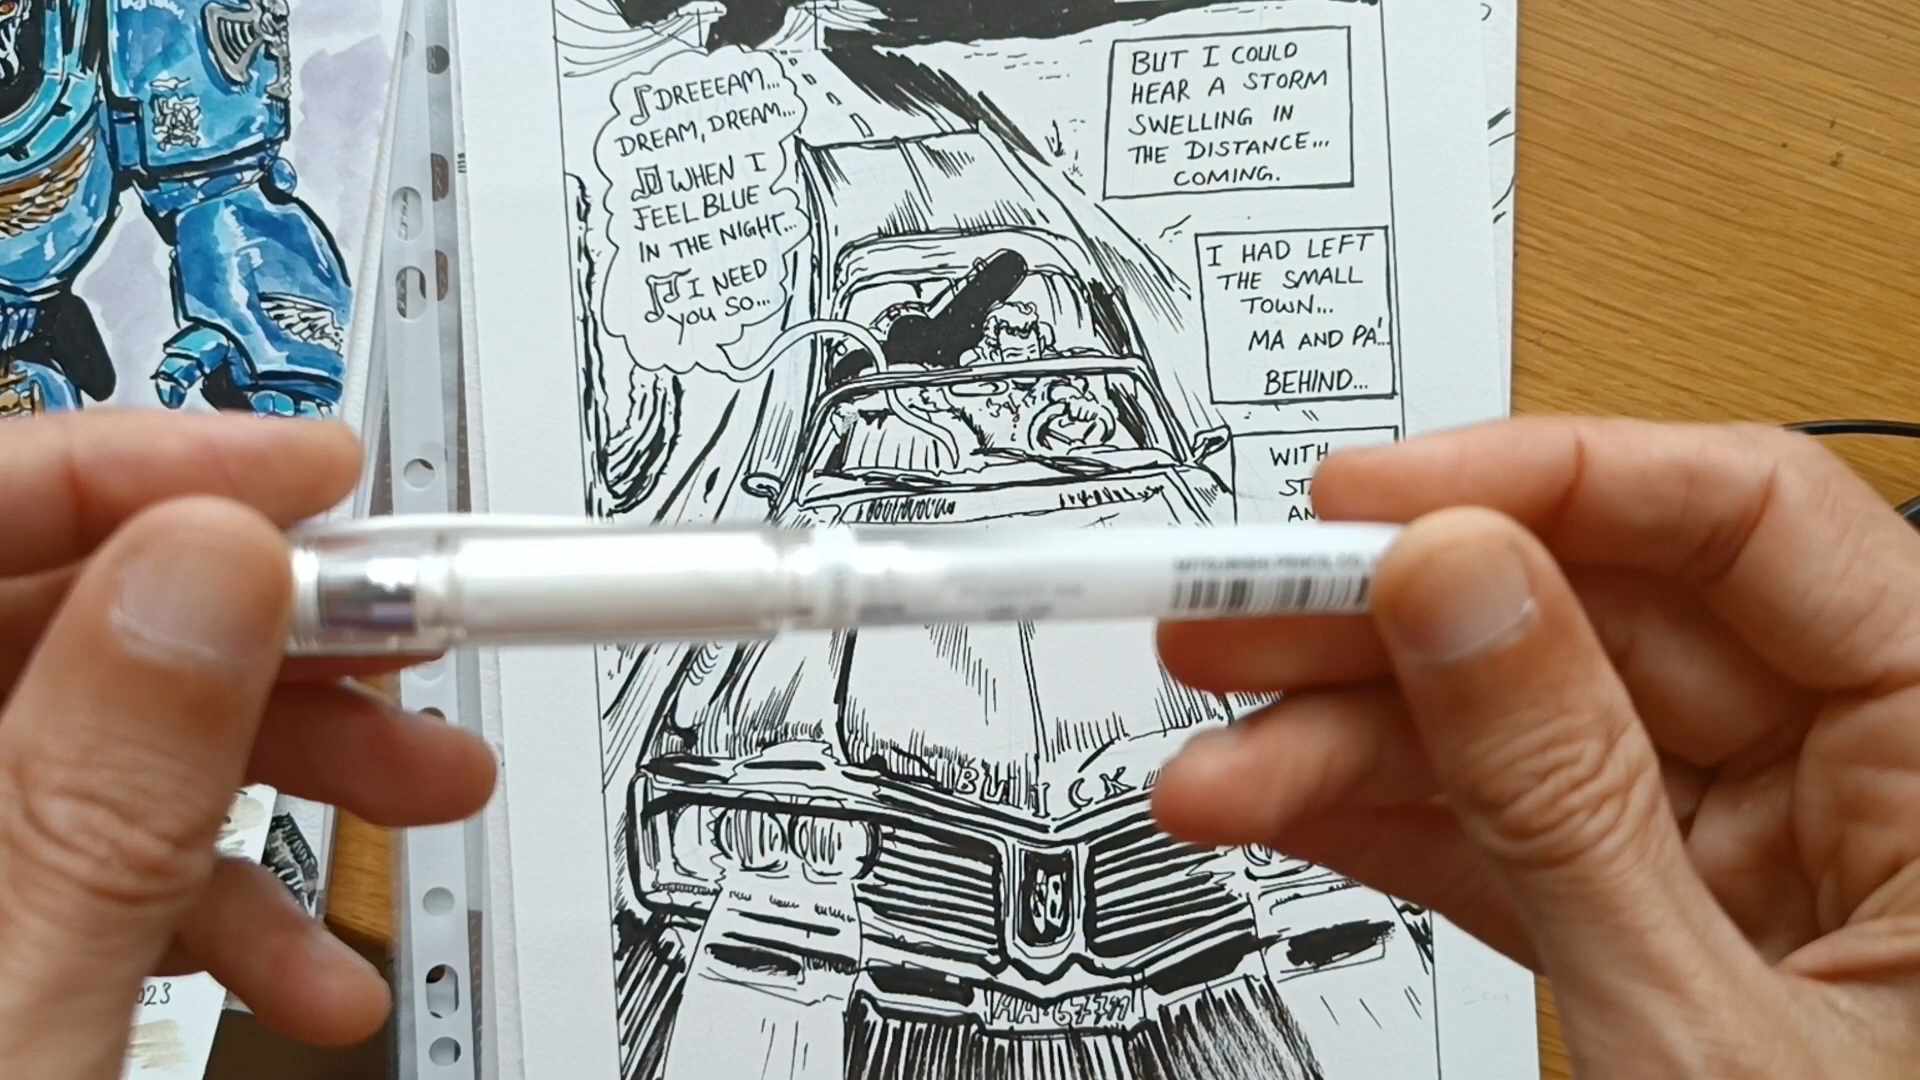 DREEEAM...
DREAM, DREAM...
WHEN I
FEEL BLUE
IN THE NIGHT...
I NEED
YOU SO...
BUT I COULD
HEAR A STORM
SWELLING IN
THE DISTANCE...
COMING.
I HAD LEFT
THE SMALL
TOWN...
MA AND PA'...
BEHIND...
WITH
BUICK
MITSUBISHI PENCIL CO.
023